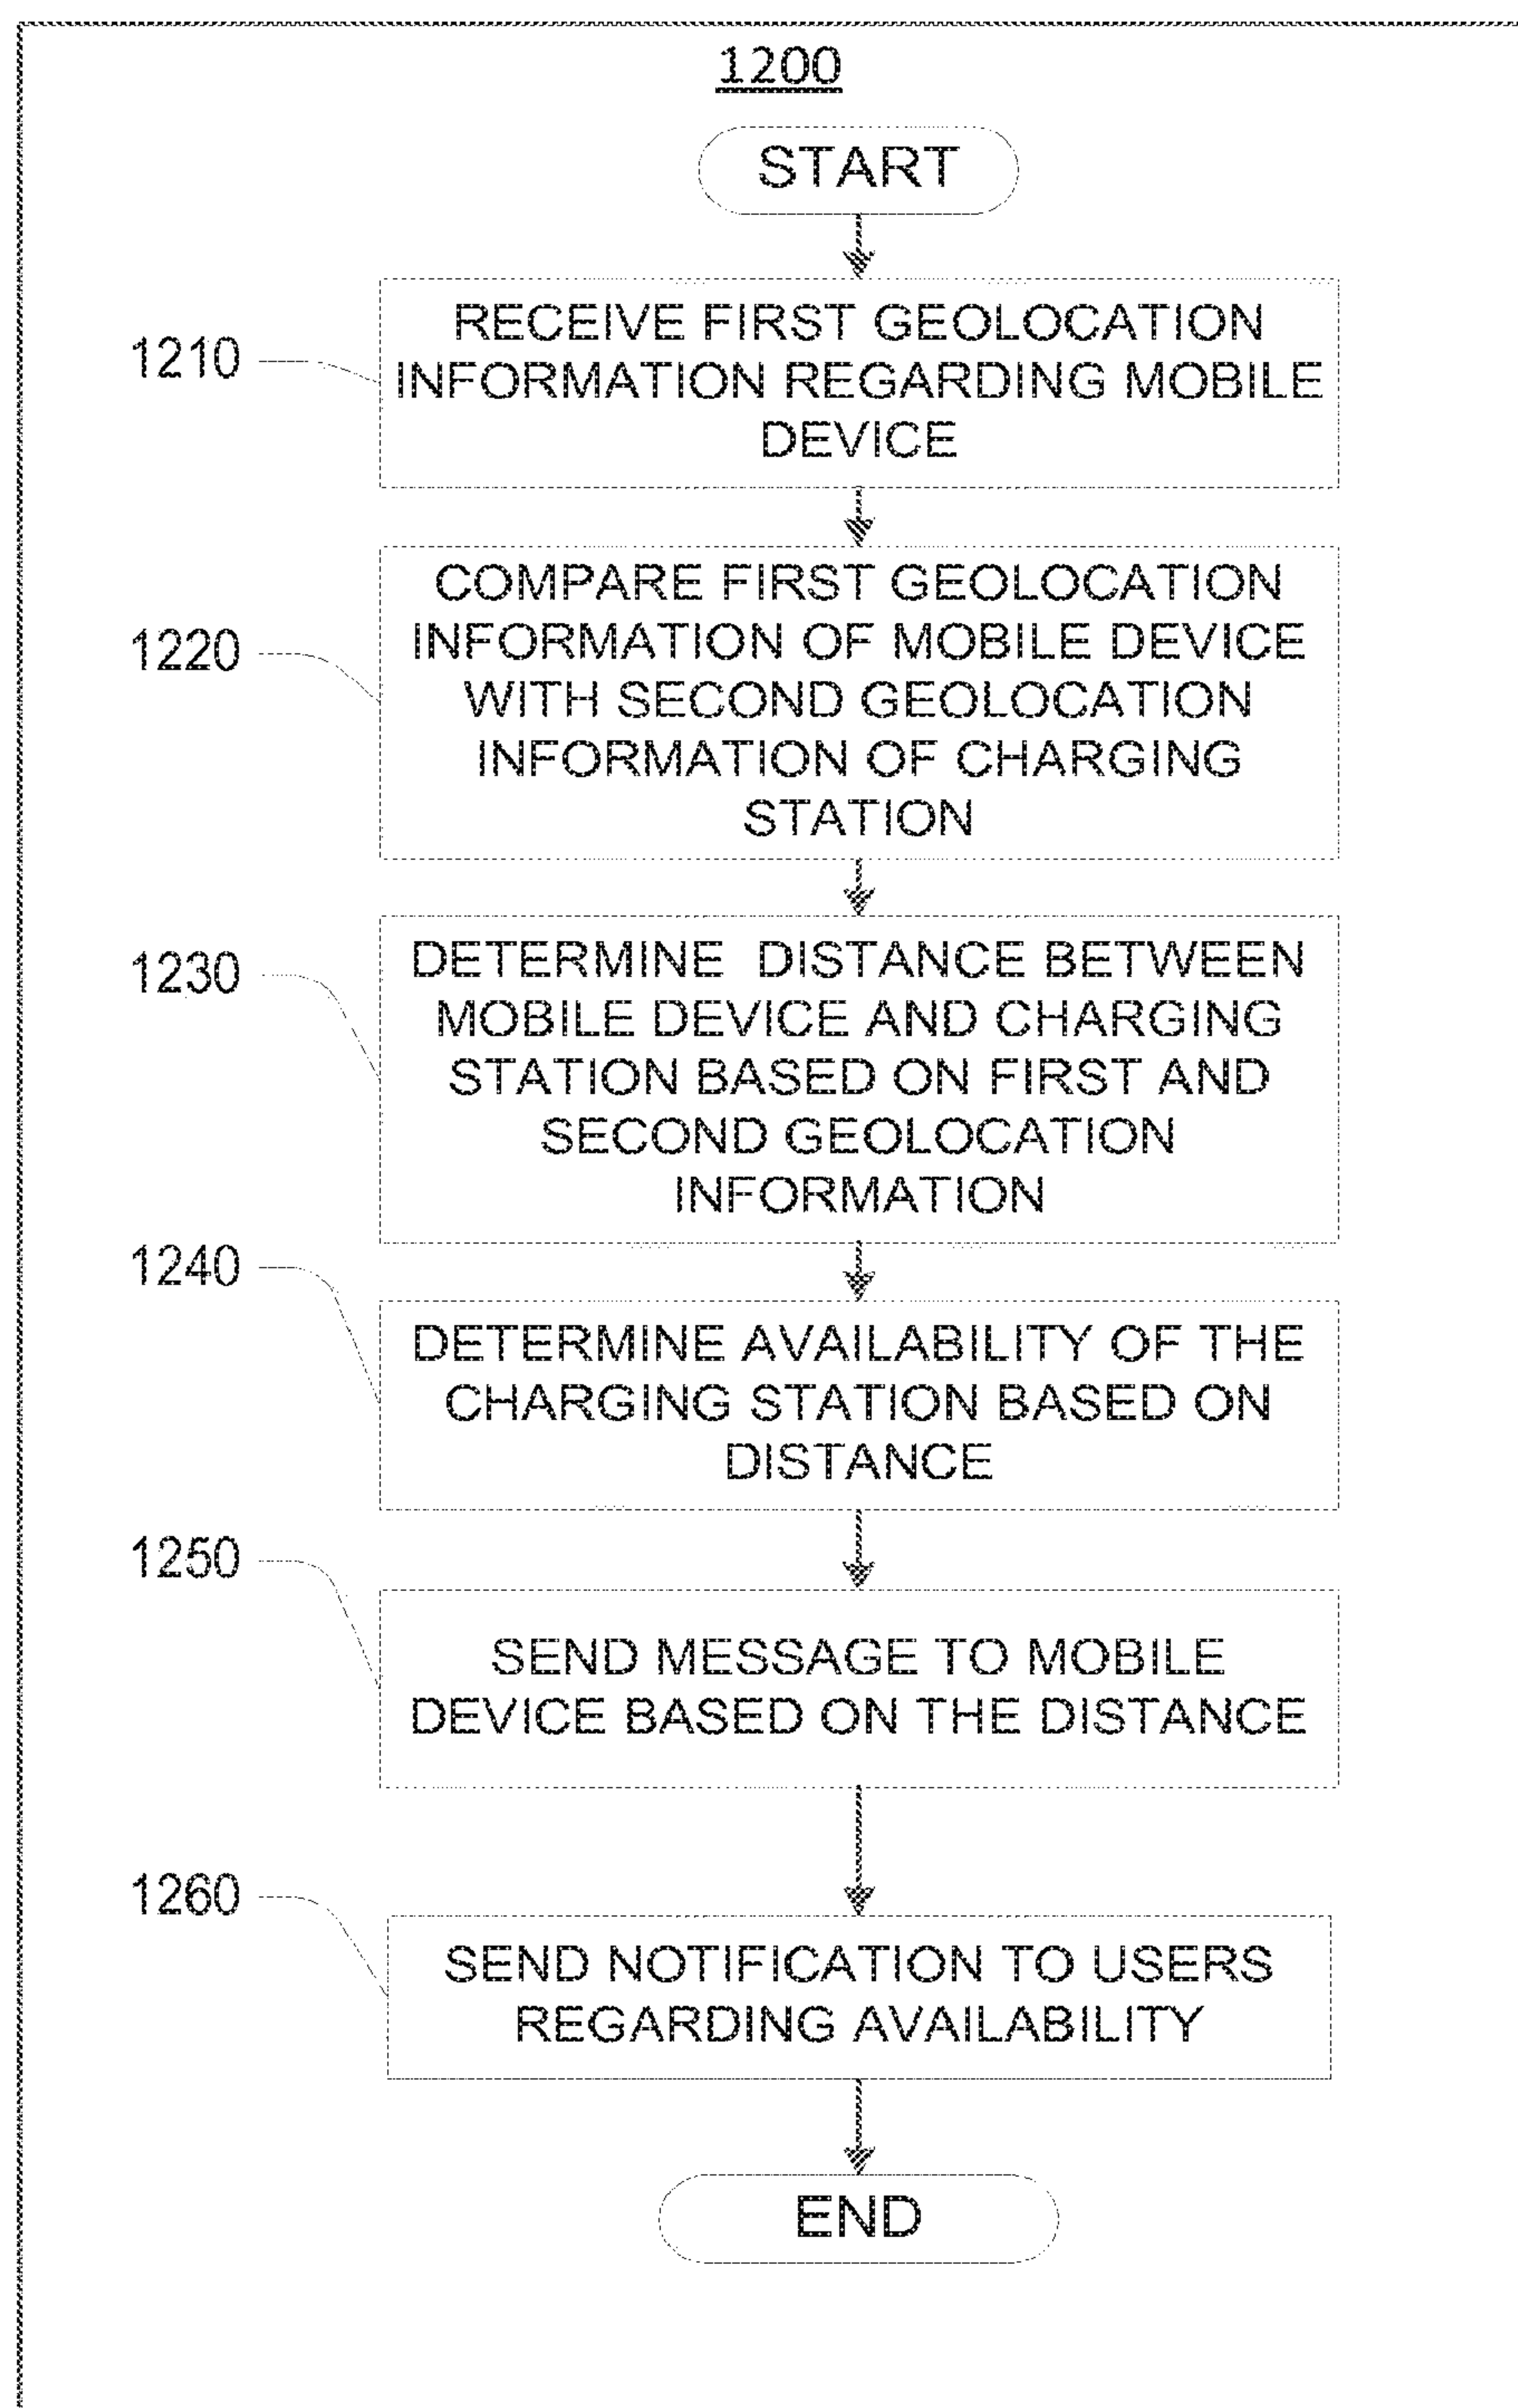 1200
START
1210
RECEIVE FIRST GEOLOCATION
INFORMATION REGARDING MOBILE
DEVICE
1220
COMPARE FIRST GEOLOCATION
INFORMATION OF MOBILE DEVICE
WITH SECOND GEOLOCATION
INFORMATION OF CHARGING
STATION
1230
DETERMINE DISTANCE BETWEEN
MOBILE DEVICE AND CHARGING
STATION BASED ON FIRST AND
SECOND GEOLOCATION
INFORMATION
1240
DETERMINE AVAILABILITY OF THE
CHARGING STATION BASED ON
DISTANCE
1250
SEND MESSAGE TO MOBILE
DEVICE BASED ON THE DISTANCE
1260
SEND NOTIFICATION TO USERS
REGARDING AVAILABILITY
END